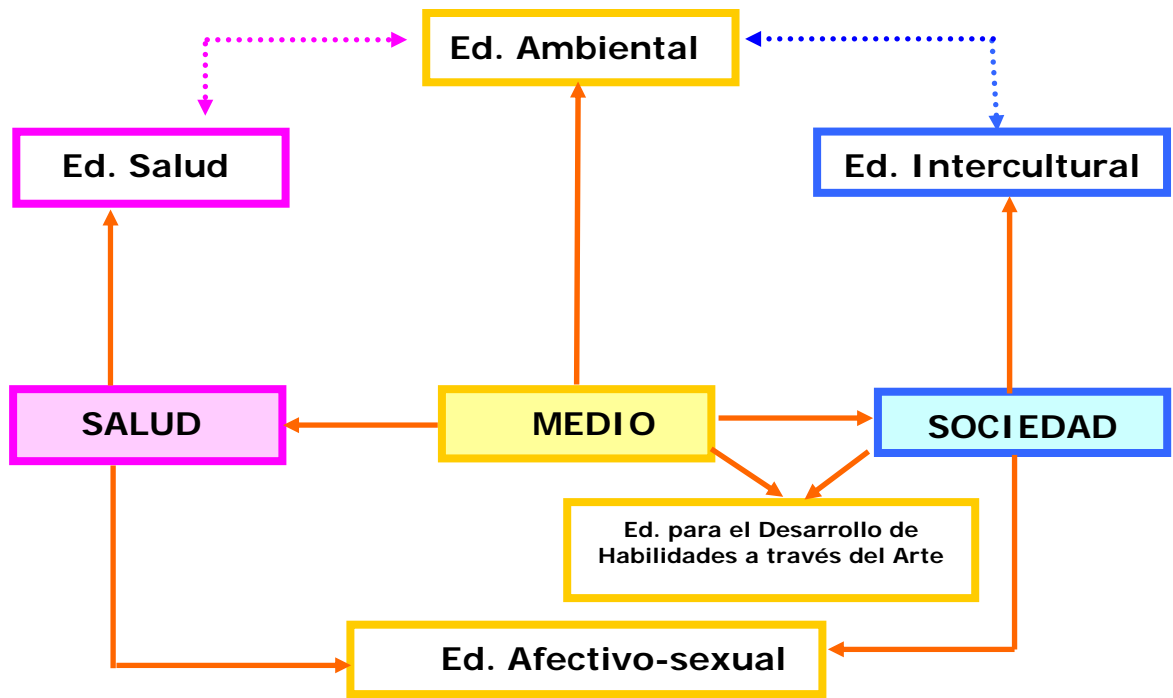 Ed. Ambiental
Ed. Salud
Ed. Intercultural
SALUD
MEDIO
SOCIEDAD
Ed. para el Desarrollo de
Habilidades a través del Arte
Ed. Afectivo-sexual